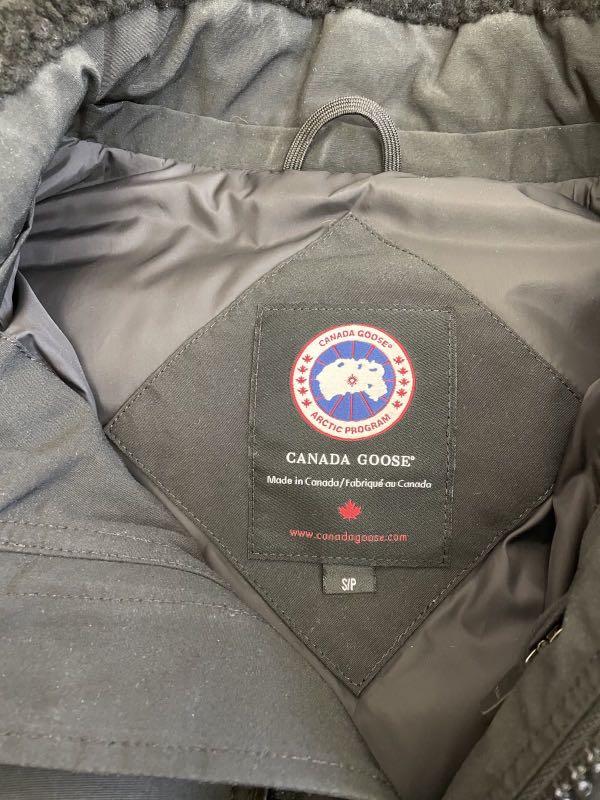 CANADA GOOSE®
ARCTIC PROGRAM
CANADA GOOSE®
Made in Canada/Fabriqué au Canada
www.canadagoose.com
S/P